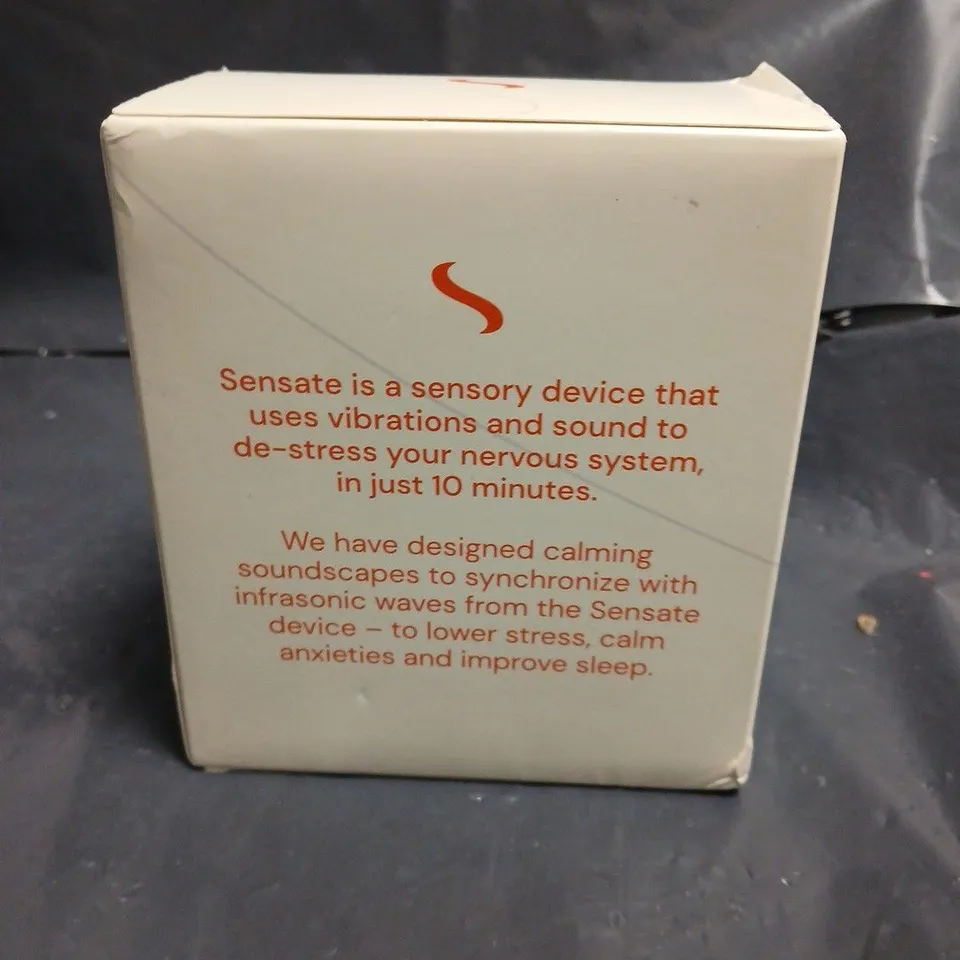 Sensate is a sensory device that
uses vibrations and sound to
de-stress your nervous system,
in just 10 minutes.
We have designed calming
soundscapes to synchronize with
infrasonic waves from the Sensate
device – to lower stress, calm
anxieties and improve sleep.